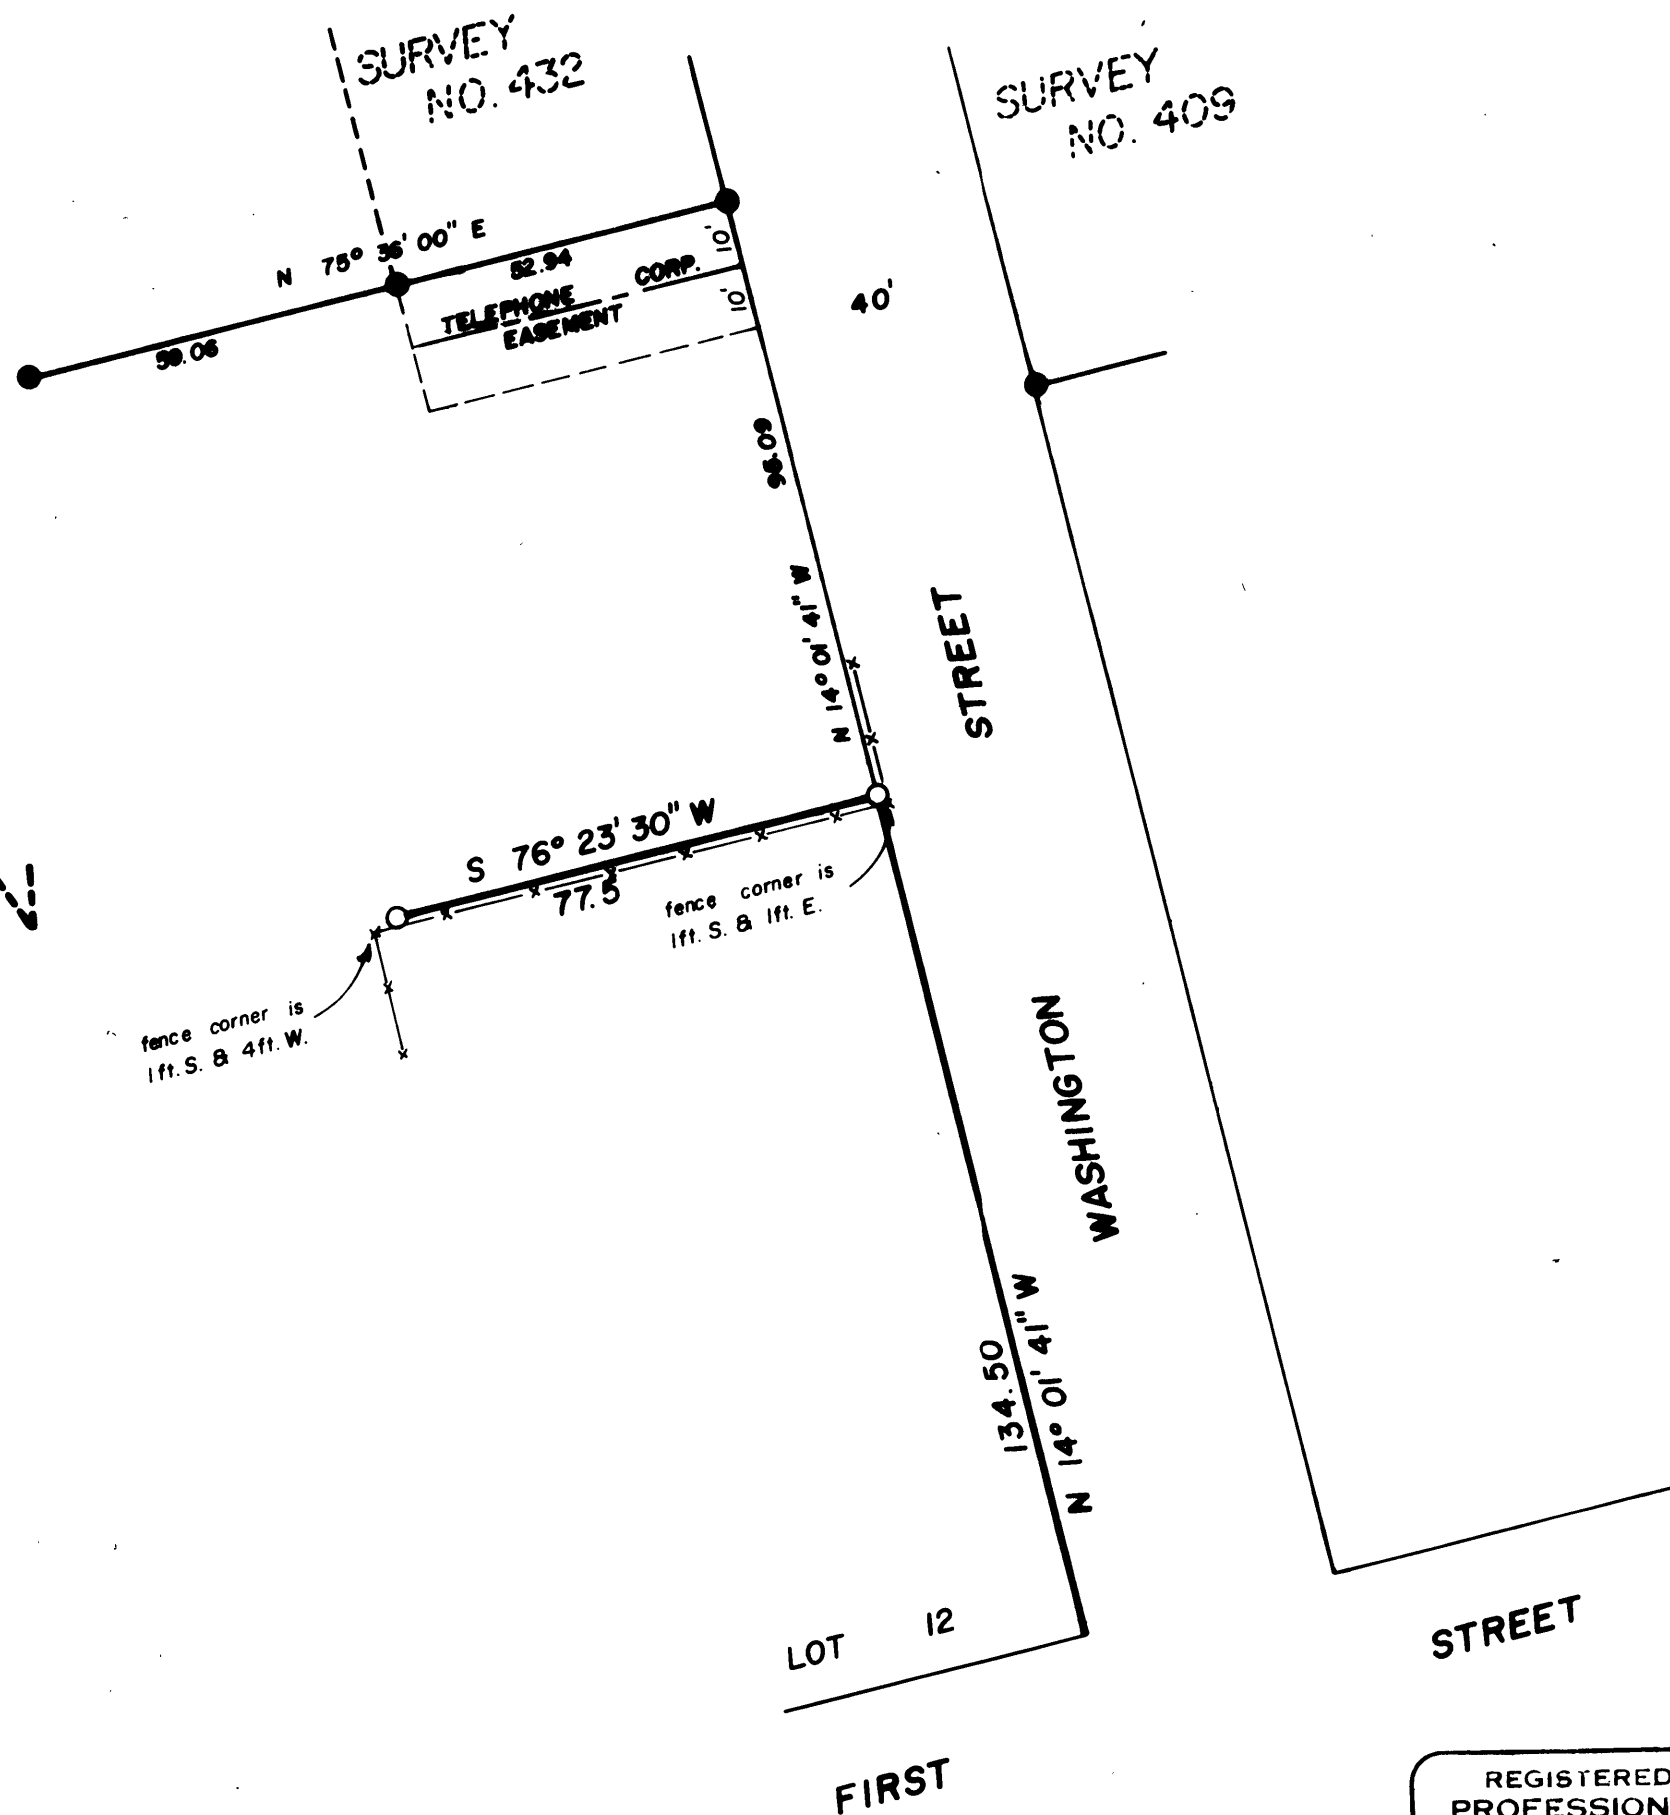 SURVEY
NO. 432
SURVEY
NO. 409
N 75° 36' 00" E
52.94
59.06
10'
10'
TELEPHONE CORP.
EASEMENT
40'
N 14° 01' 41" W
S 76° 23' 30" W
77.5
fence corner is
1ft. S. & 1ft. E.
fence corner is
1ft. S. & 4ft. W.
WASHINGTON STREET
134.50
N 14° 01' 41" W
LOT 12
FIRST STREET
REGISTERED
PROFESSION